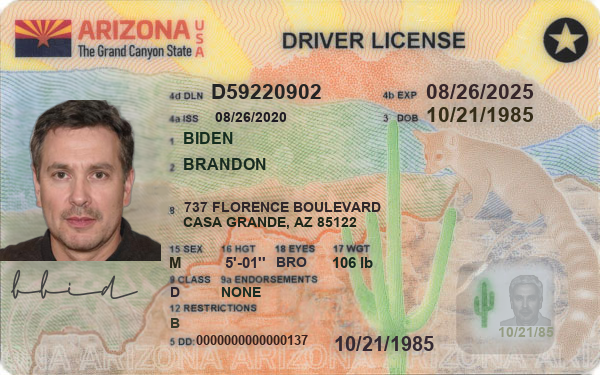 ARIZONA USA
The Grand Canyon State
DRIVER LICENSE
4d DLN D59220902
4b EXP 08/26/2025
4a ISS 08/26/2020
3 DOB 10/21/1985
1 BIDEN
2 BRANDON
8 737 FLORENCE BOULEVARD
CASA GRANDE, AZ 85122
15 SEX 16 HGT 18 EYES 17 WGT
M 5'-01" BRO 106 lb
9 CLASS 9a ENDORSEMENTS
D NONE
12 RESTRICTIONS
B
5 DD: 0000000000000137
10/21/1985
10/21/85
bbid
ARIZONA ARIZONA ARIZONA ARIZONA